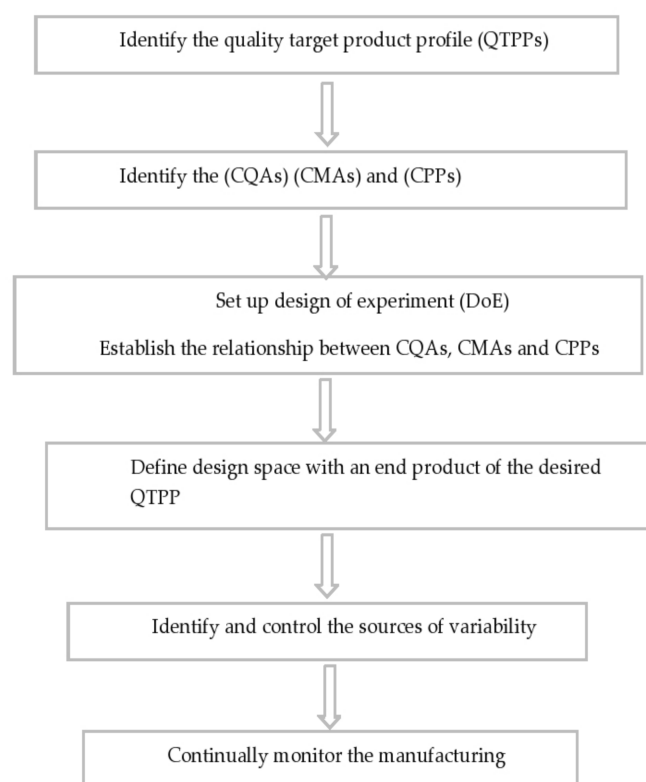 Identify the quality target product profile (QTPPs)
Identify the (CQAs) (CMAs) and (CPPs)
Set up design of experiment (DoE)
Establish the relationship between CQAs, CMAs and CPPs
Define design space with an end product of the desired
QTPP
Identify and control the sources of variability
Continually monitor the manufacturing